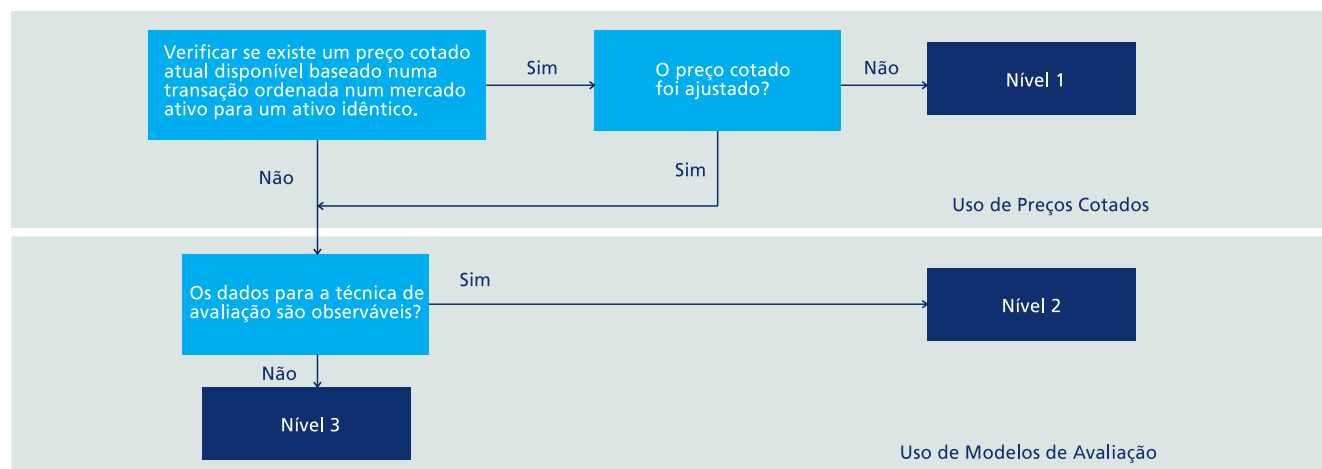 Verificar se existe um preço cotado
atual disponível baseado numa
transação ordenada num mercado
ativo para um ativo idêntico.
Sim
O preço cotado
foi ajustado?
Não
Nível 1
Não
Sim
Uso de Preços Cotados
Os dados para a técnica de
avaliação são observáveis?
Sim
Nível 2
Não
Nível 3
Uso de Modelos de Avaliação